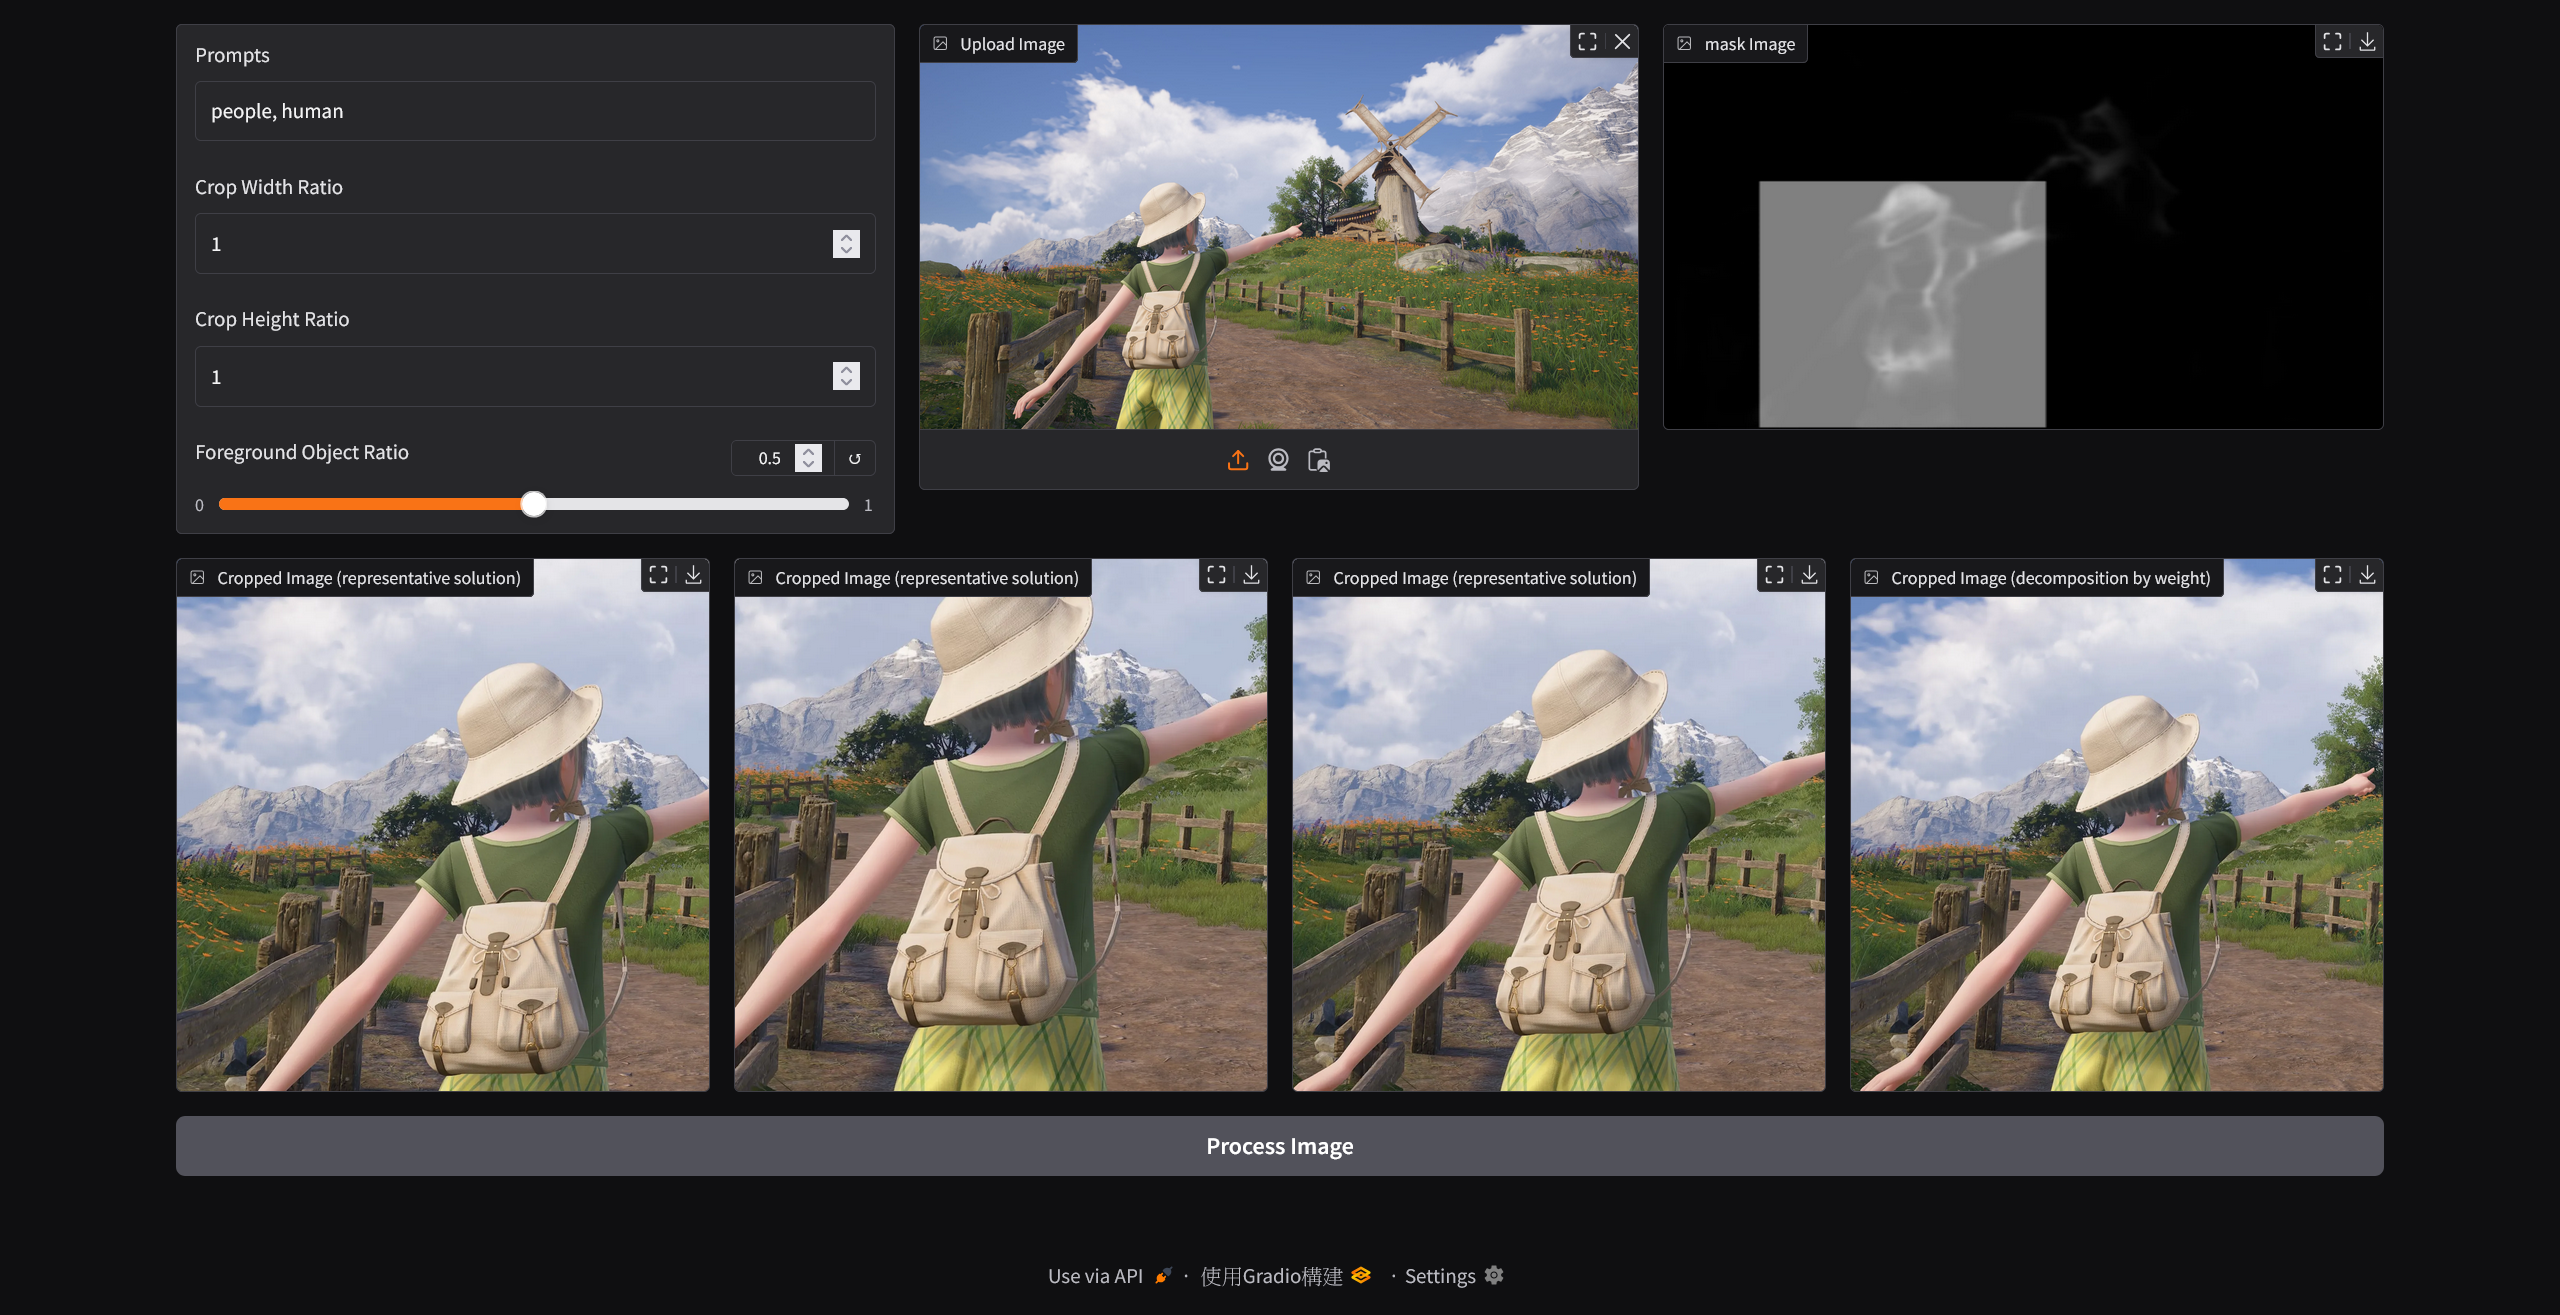 Prompts
people, human
Crop Width Ratio
1
Crop Height Ratio
1
Foreground Object Ratio
0.5
0
1
Upload Image
mask Image
Cropped Image (representative solution)
Cropped Image (representative solution)
Cropped Image (representative solution)
Cropped Image (decomposition by weight)
Process Image
Use via API · 使用Gradio構建 · Settings